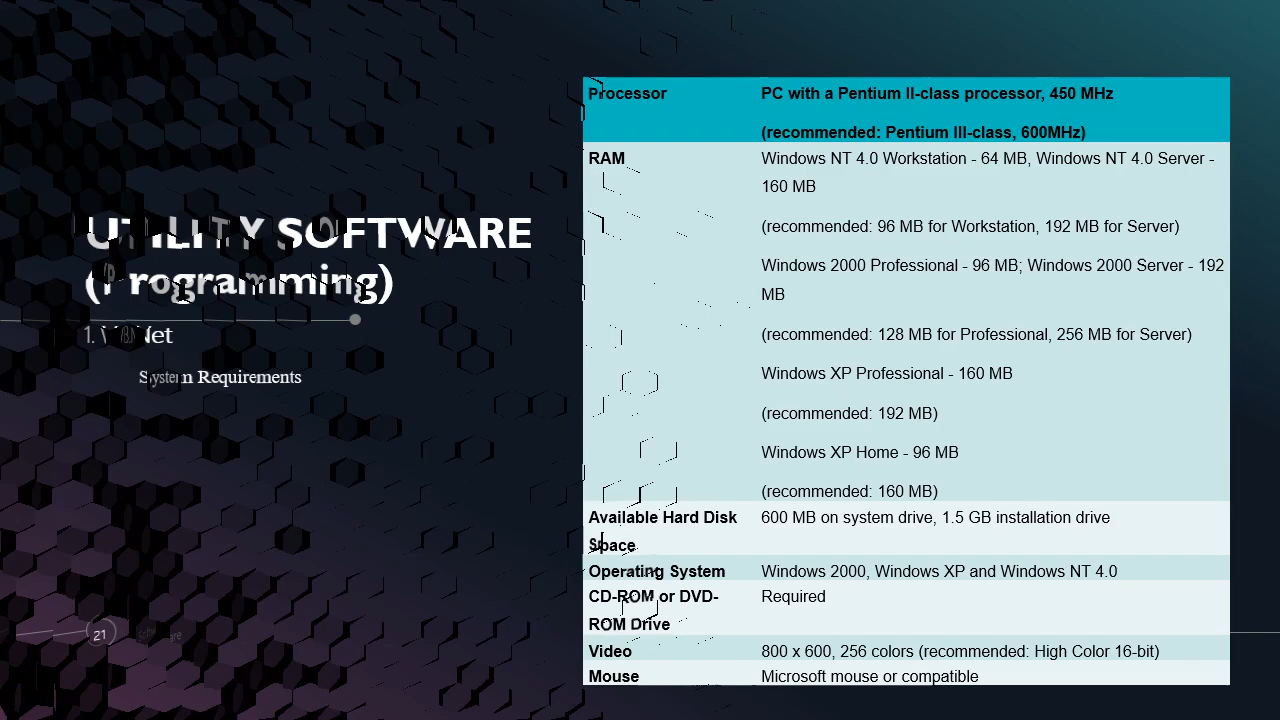 UTILITY SOFTWARE
(Programming)
1. VB.Net
System Requirements
Processor
PC with a Pentium II-class processor, 450 MHz
(recommended: Pentium III-class, 600MHz)
RAM
Windows NT 4.0 Workstation - 64 MB, Windows NT 4.0 Server -
160 MB
(recommended: 96 MB for Workstation, 192 MB for Server)
Windows 2000 Professional - 96 MB; Windows 2000 Server - 192
MB
(recommended: 128 MB for Professional, 256 MB for Server)
Windows XP Professional - 160 MB
(recommended: 192 MB)
Windows XP Home - 96 MB
(recommended: 160 MB)
Available Hard Disk
Space
600 MB on system drive, 1.5 GB installation drive
Operating System
Windows 2000, Windows XP and Windows NT 4.0
CD-ROM or DVD-
ROM Drive
Required
Video
800 x 600, 256 colors (recommended: High Color 16-bit)
Mouse
Microsoft mouse or compatible
21
Software